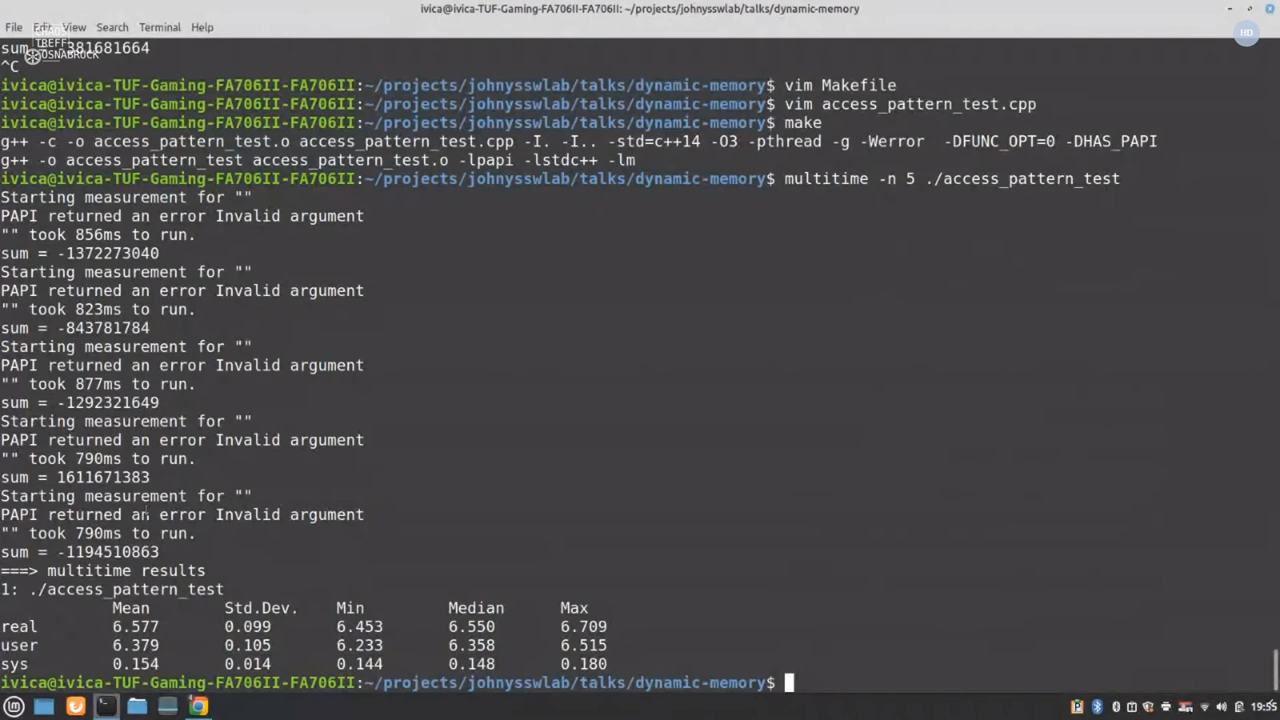 ivica@ivica-TUF-Gaming-FA706II-FA706II: ~/projects/johnysswlab/talks/dynamic-memory
File Edit View Search Terminal Help
HD
TREFF
OSNABRÜCK
sum = -381681664
^C
ivica@ivica-TUF-Gaming-FA706II-FA706II:~/projects/johnysswlab/talks/dynamic-memory$ vim Makefile
ivica@ivica-TUF-Gaming-FA706II-FA706II:~/projects/johnysswlab/talks/dynamic-memory$ vim access_pattern_test.cpp
ivica@ivica-TUF-Gaming-FA706II-FA706II:~/projects/johnysswlab/talks/dynamic-memory$ make
g++ -c -o access_pattern_test.o access_pattern_test.cpp -I. -I.. -std=c++14 -O3 -pthread -g -Werror  -DFUNC_OPT=0 -DHAS_PAPI
g++ -o access_pattern_test access_pattern_test.o -lpapi -lstdc++ -lm
ivica@ivica-TUF-Gaming-FA706II-FA706II:~/projects/johnysswlab/talks/dynamic-memory$ multitime -n 5 ./access_pattern_test
Starting measurement for ""
PAPI returned an error Invalid argument
"" took 856ms to run.
sum = -1372273040
Starting measurement for ""
PAPI returned an error Invalid argument
"" took 823ms to run.
sum = -843781784
Starting measurement for ""
PAPI returned an error Invalid argument
"" took 877ms to run.
sum = -1292321649
Starting measurement for ""
PAPI returned an error Invalid argument
"" took 790ms to run.
sum = 1611671383
Starting measurement for ""
PAPI returned an error Invalid argument
"" took 790ms to run.
sum = -1194510863
===> multitime results
1: ./access_pattern_test
Mean Std.Dev. Min Median Max
real 6.577 0.099 6.453 6.550 6.709
user 6.379 0.105 6.233 6.358 6.515
sys 0.154 0.014 0.144 0.148 0.180
ivica@ivica-TUF-Gaming-FA706II-FA706II:~/projects/johnysswlab/talks/dynamic-memory$
19:55